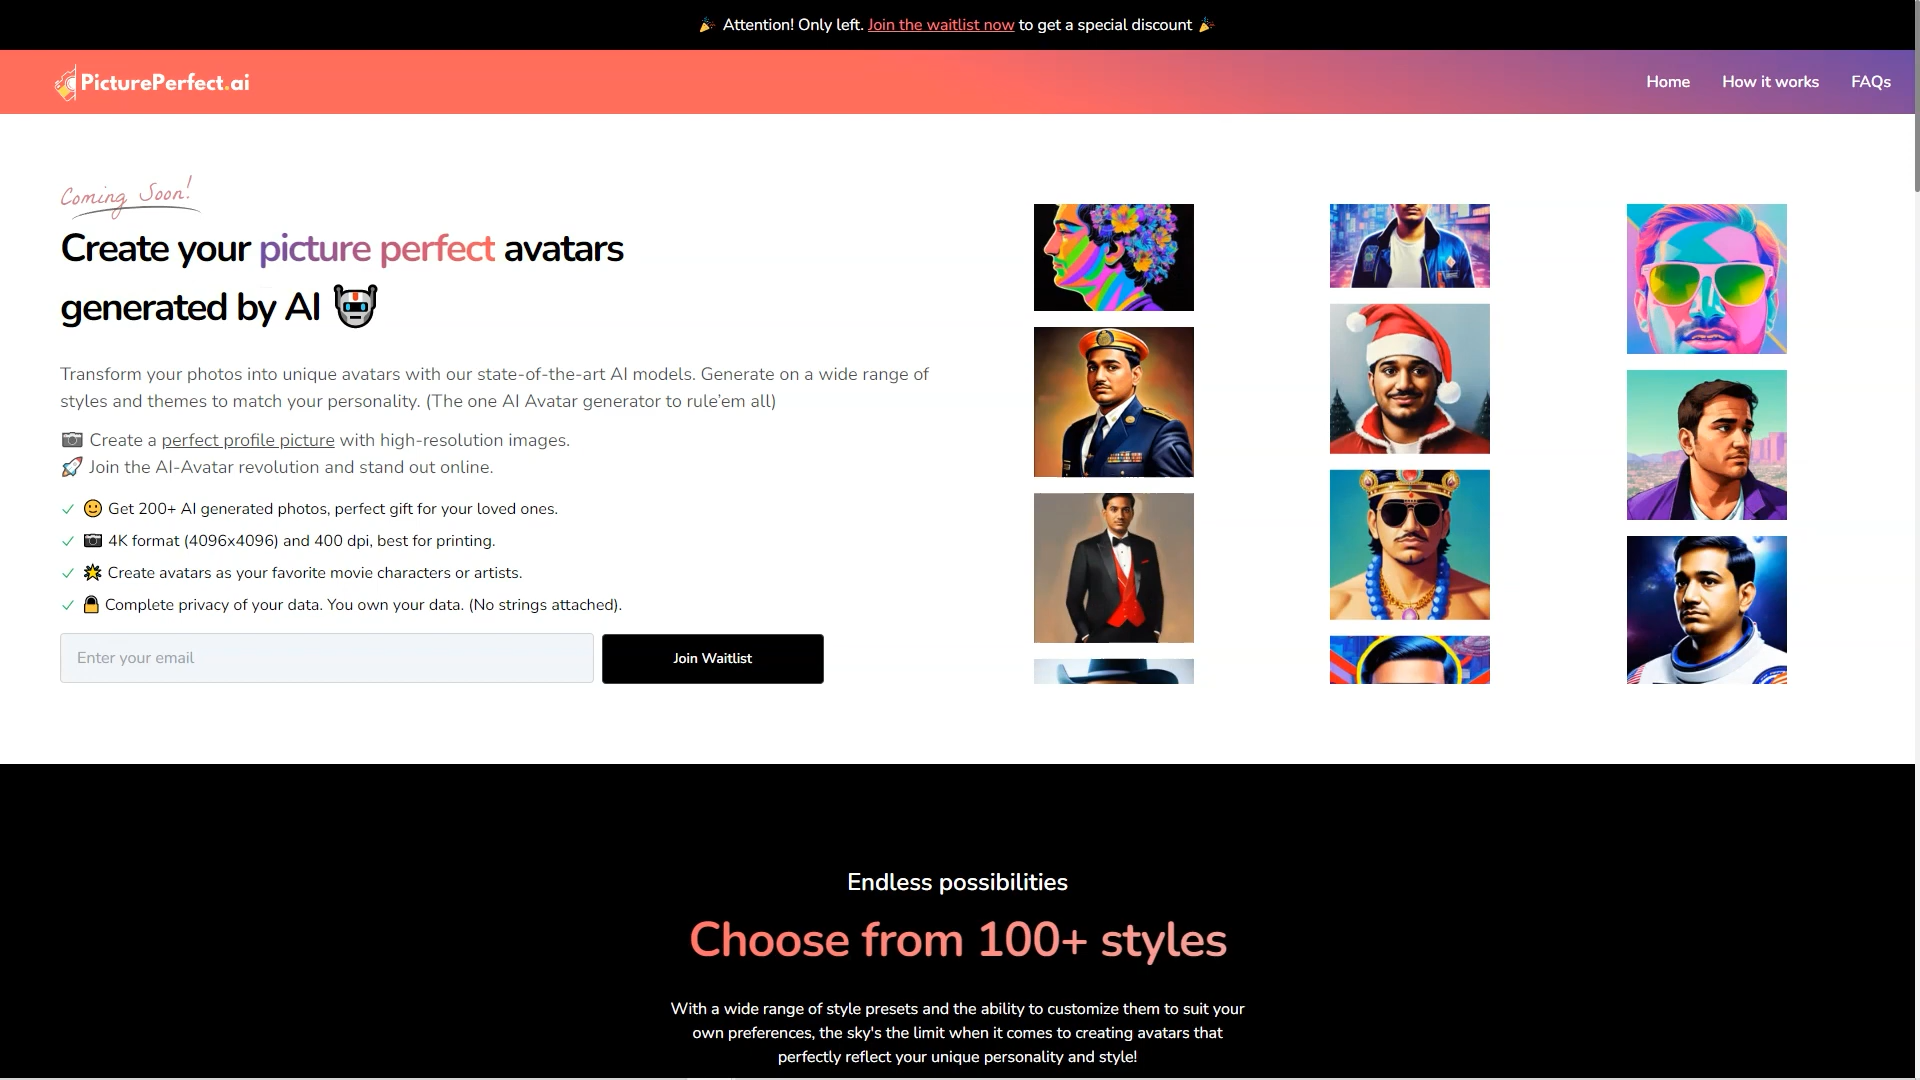 Attention! Only left. Join the waitlist now to get a special discount
PicturePerfect.ai
Home
How it works
FAQs
Coming Soon!
Create your picture perfect avatars
generated by AI
Transform your photos into unique avatars with our state-of-the-art AI models. Generate on a wide range of
styles and themes to match your personality. (The one AI Avatar generator to rule’em all)
Create a perfect profile picture with high-resolution images.
Join the AI-Avatar revolution and stand out online.
Get 200+ AI generated photos, perfect gift for your loved ones.
4K format (4096x4096) and 400 dpi, best for printing.
Create avatars as your favorite movie characters or artists.
Complete privacy of your data. You own your data. (No strings attached).
Enter your email
Join Waitlist
Endless possibilities
Choose from 100+ styles
With a wide range of style presets and the ability to customize them to suit your
own preferences, the sky's the limit when it comes to creating avatars that
perfectly reflect your unique personality and style!